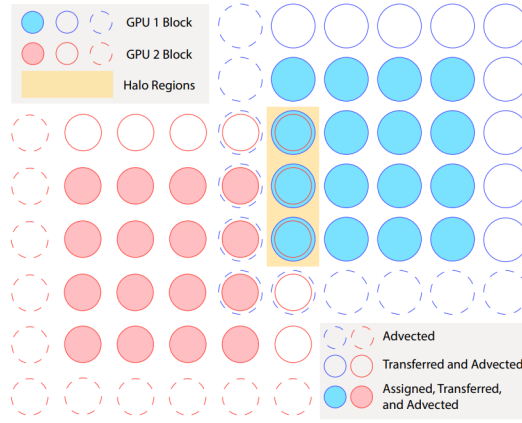 GPU 1 Block
GPU 2 Block
Halo Regions
Advected
Transferred and Advected
Assigned, Transferred,
and Advected